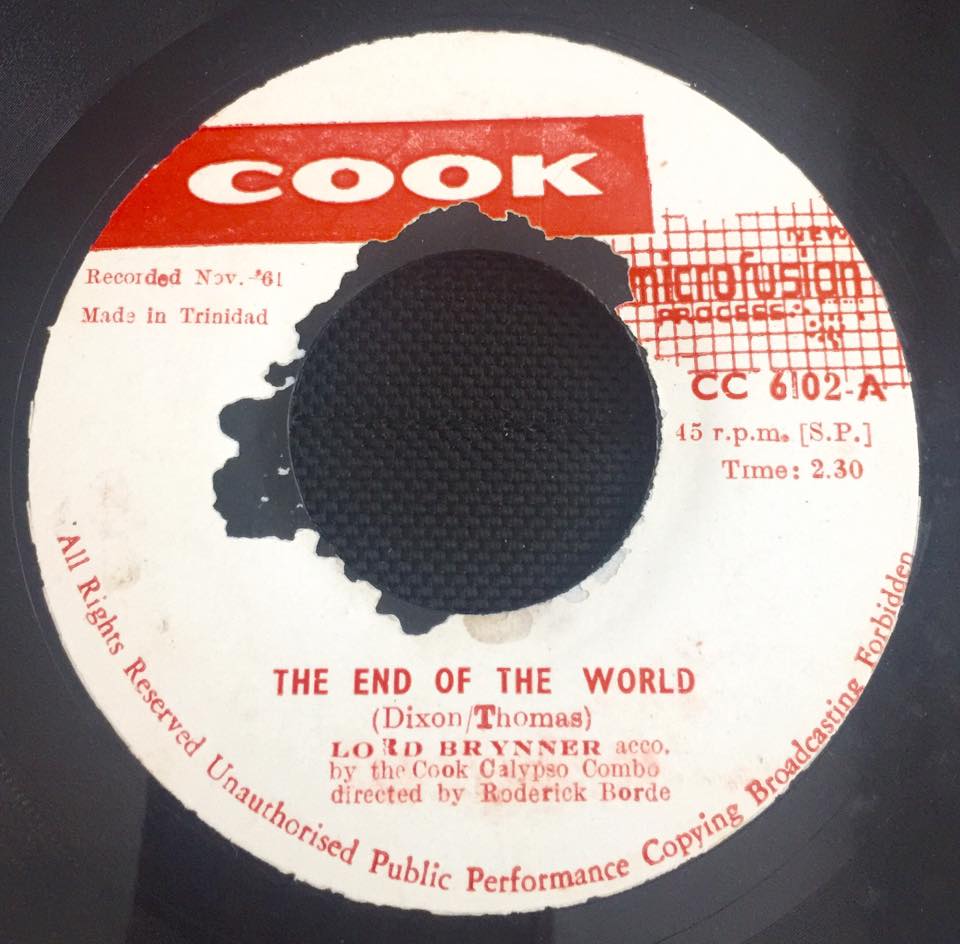 COOK
Recorded Nov. -'61
Made in Trinidad
NEW
microfusion
PROCESS
CC 6102-A
45 r.p.m. [S.P.]
Time: 2.30
THE END OF THE WORLD
(Dixon/Thomas)
LORD BRYNNER acco.
by the Cook Calypso Combo
directed by Roderick Borde
All Rights Reserved Unauthorised Public Performance Copying Broadcasting Forbidden